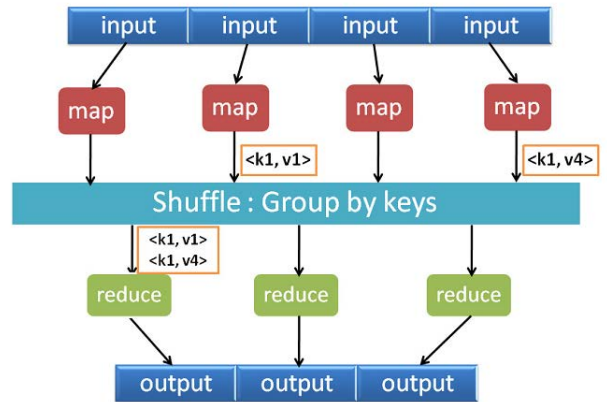 input input input input
map map map map
<k1, v1> <k1, v4>
Shuffle : Group by keys
<k1, v1>
<k1, v4>
reduce reduce reduce
output output output